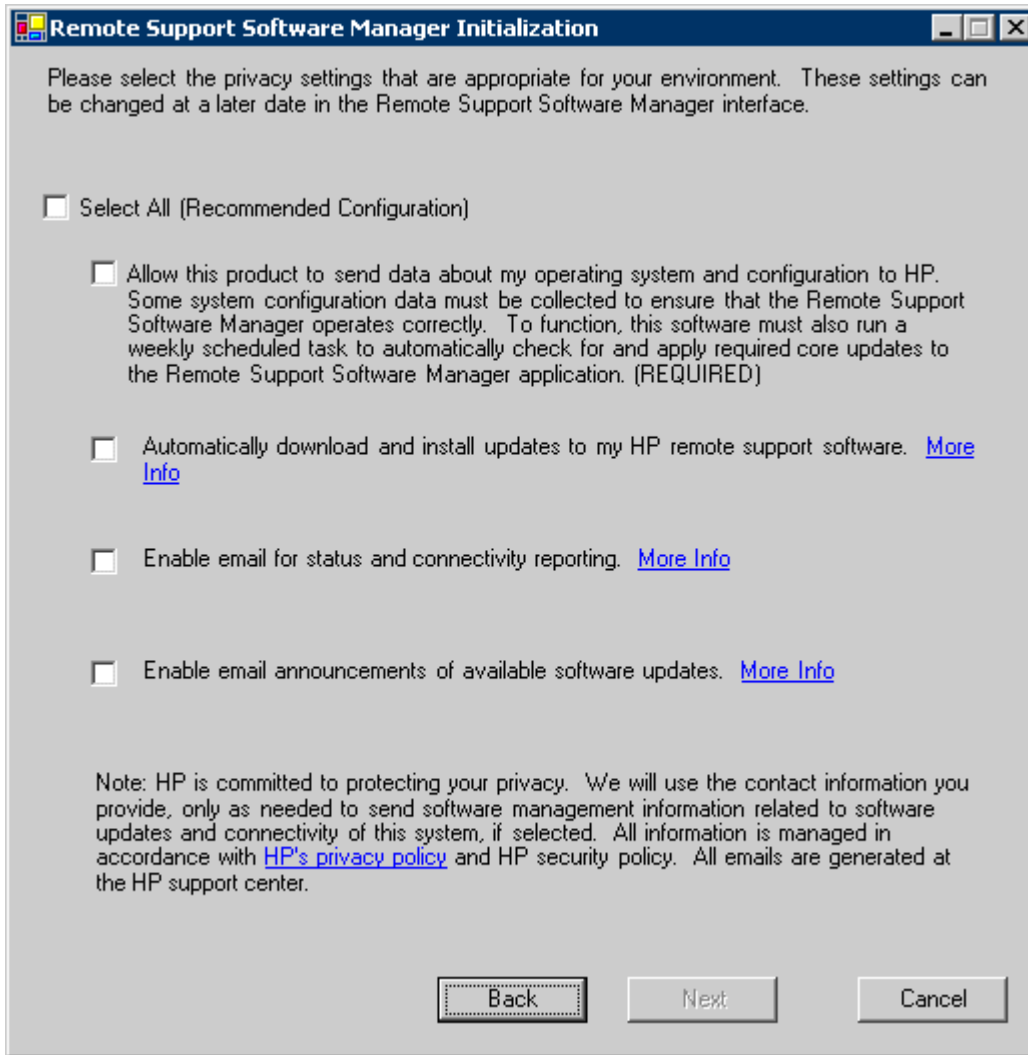 Remote Support Software Manager Initialization
Please select the privacy settings that are appropriate for your environment.  These settings can
be changed at a later date in the Remote Support Software Manager interface.
Select All (Recommended Configuration)
Allow this product to send data about my operating system and configuration to HP.
Some system configuration data must be collected to ensure that the Remote Support
Software Manager operates correctly.  To function, this software must also run a
weekly scheduled task to automatically check for and apply required core updates to
the Remote Support Software Manager application. (REQUIRED)
Automatically download and install updates to my HP remote support software.  More
Info
Enable email for status and connectivity reporting.  More Info
Enable email announcements of available software updates.  More Info
Note: HP is committed to protecting your privacy.  We will use the contact information you
provide, only as needed to send software management information related to software
updates and connectivity of this system, if selected.  All information is managed in
accordance with HP's privacy policy and HP security policy.  All emails are generated at
the HP support center.
Back
Next
Cancel